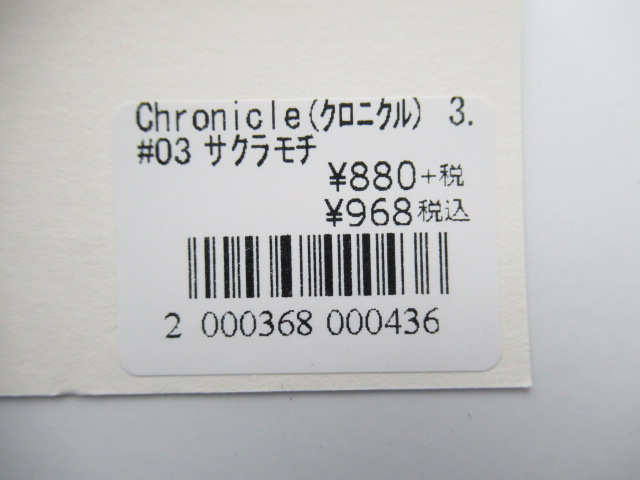 Chronicle(ｸﾛﾆｸﾙ) 3.
#03 サクラモチ
¥880+税
¥968税込
2 000368 000436